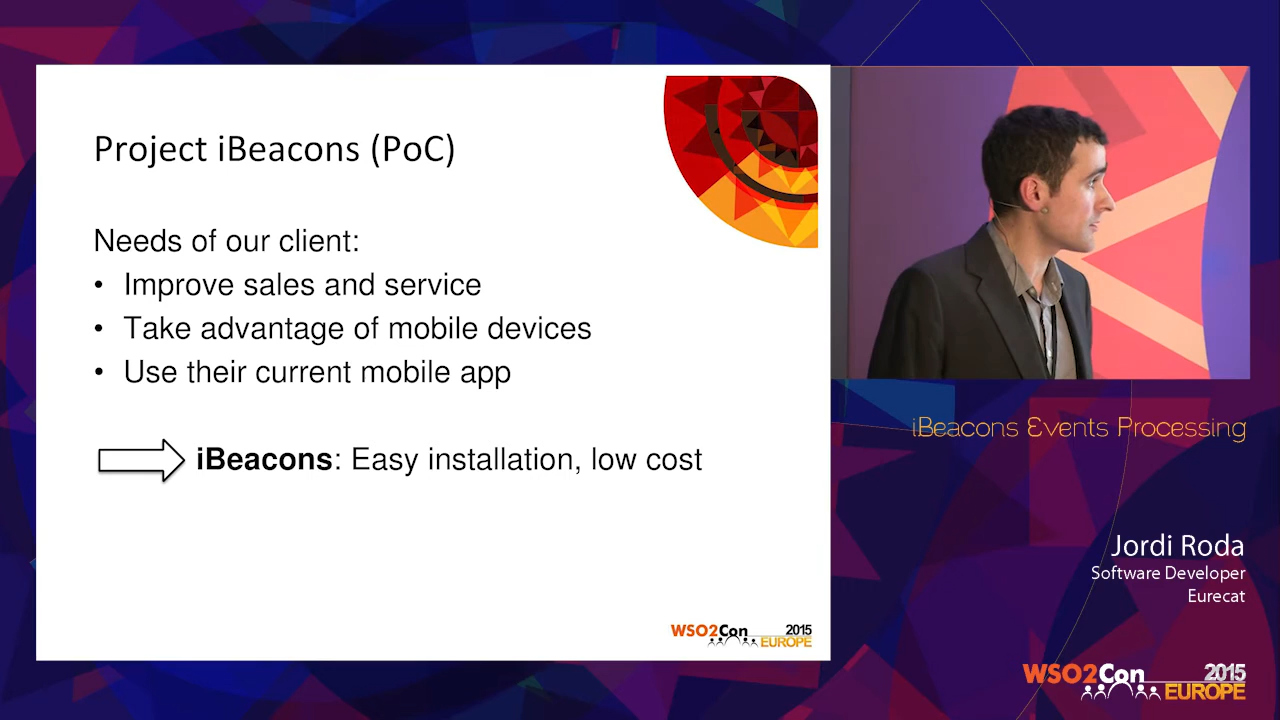 Project iBeacons (PoC)
Needs of our client:
• Improve sales and service
• Take advantage of mobile devices
• Use their current mobile app
iBeacons: Easy installation, low cost
WSO2Con 2015
EUROPE
iBeacons Events Processing
Jordi Roda
Software Developer
Eurecat
WSO2Con 2015
EUROPE